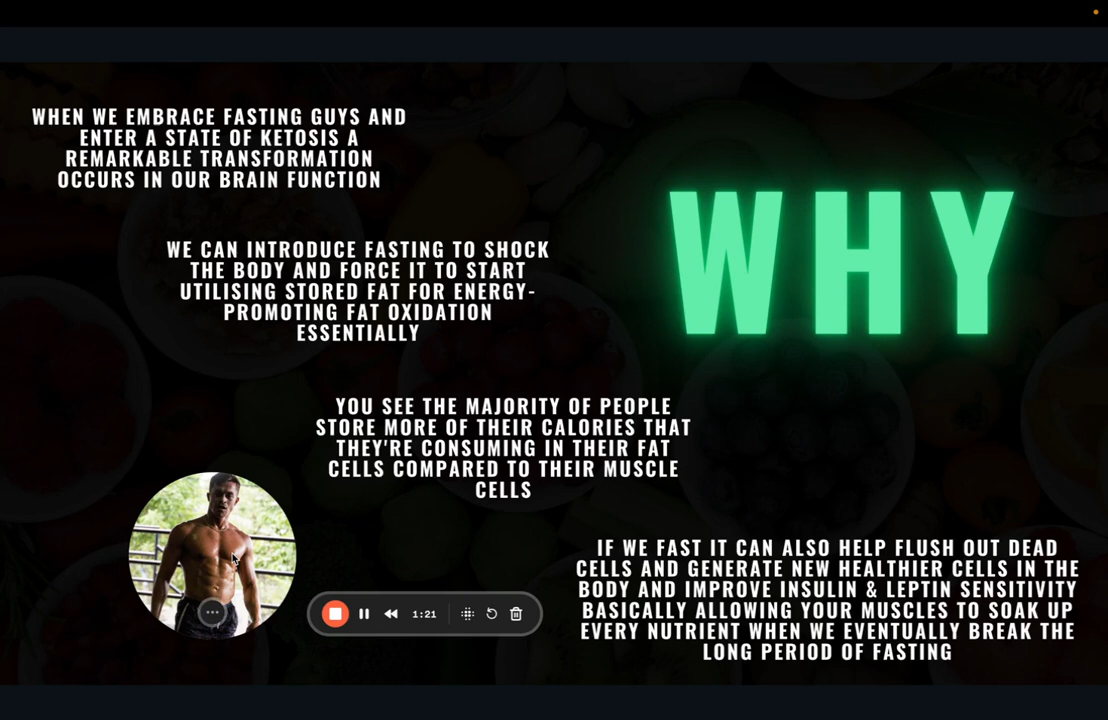 WHEN WE EMBRACE FASTING GUYS AND
ENTER A STATE OF KETOSIS A
REMARKABLE TRANSFORMATION
OCCURS IN OUR BRAIN FUNCTION
WHY
WE CAN INTRODUCE FASTING TO SHOCK
THE BODY AND FORCE IT TO START
UTILISING STORED FAT FOR ENERGY-
PROMOTING FAT OXIDATION
ESSENTIALLY
YOU SEE THE MAJORITY OF PEOPLE
STORE MORE OF THEIR CALORIES THAT
THEY'RE CONSUMING IN THEIR FAT
CELLS COMPARED TO THEIR MUSCLE
CELLS
IF WE FAST IT CAN ALSO HELP FLUSH OUT DEAD
CELLS AND GENERATE NEW HEALTHIER CELLS IN THE
BODY AND IMPROVE INSULIN & LEPTIN SENSITIVITY
BASICALLY ALLOWING YOUR MUSCLES TO SOAK UP
EVERY NUTRIENT WHEN WE EVENTUALLY BREAK THE
LONG PERIOD OF FASTING
1:21